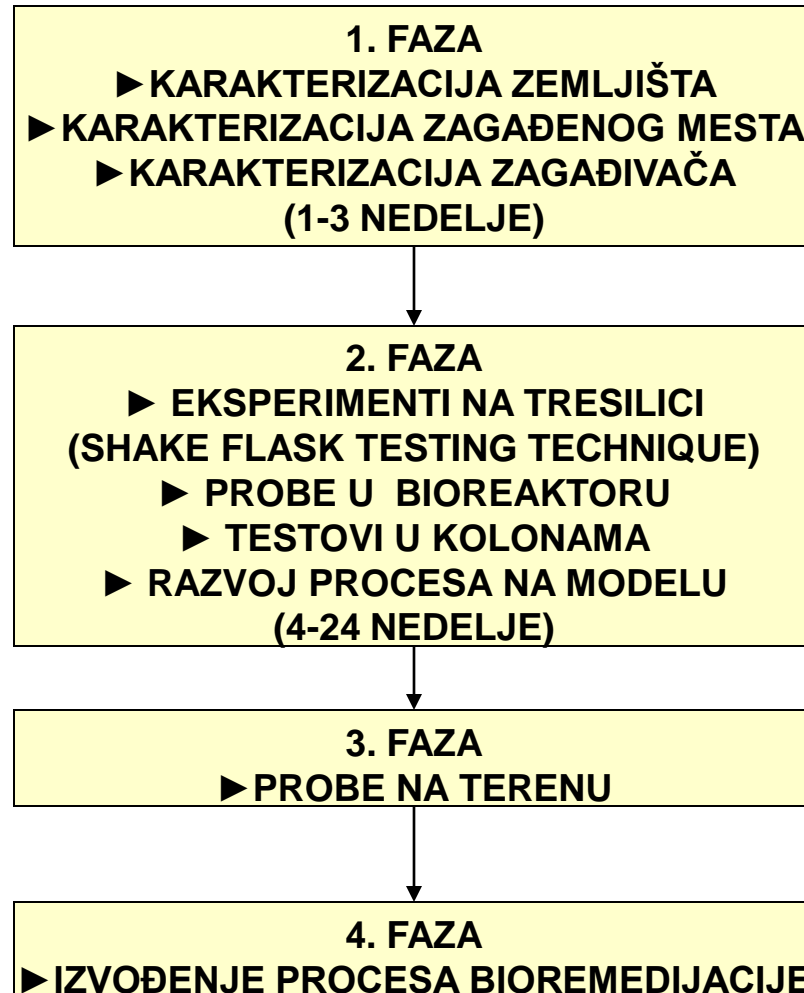 1. FAZA
►KARAKTERIZACIJA ZEMLJIŠTA
►KARAKTERIZACIJA ZAGAĐENOG MESTA
►KARAKTERIZACIJA ZAGAĐIVAČA
(1-3 NEDELJE)
2. FAZA
► EKSPERIMENTI NA TRESILICI
(SHAKE FLASK TESTING TECHNIQUE)
► PROBE U BIOREAKTORU
► TESTOVI U KOLONAMA
► RAZVOJ PROCESA NA MODELU
(4-24 NEDELJE)
3. FAZA
►PROBE NA TERENU
4. FAZA
►IZVOĐENJE PROCESA BIOREMEDIJACIJE